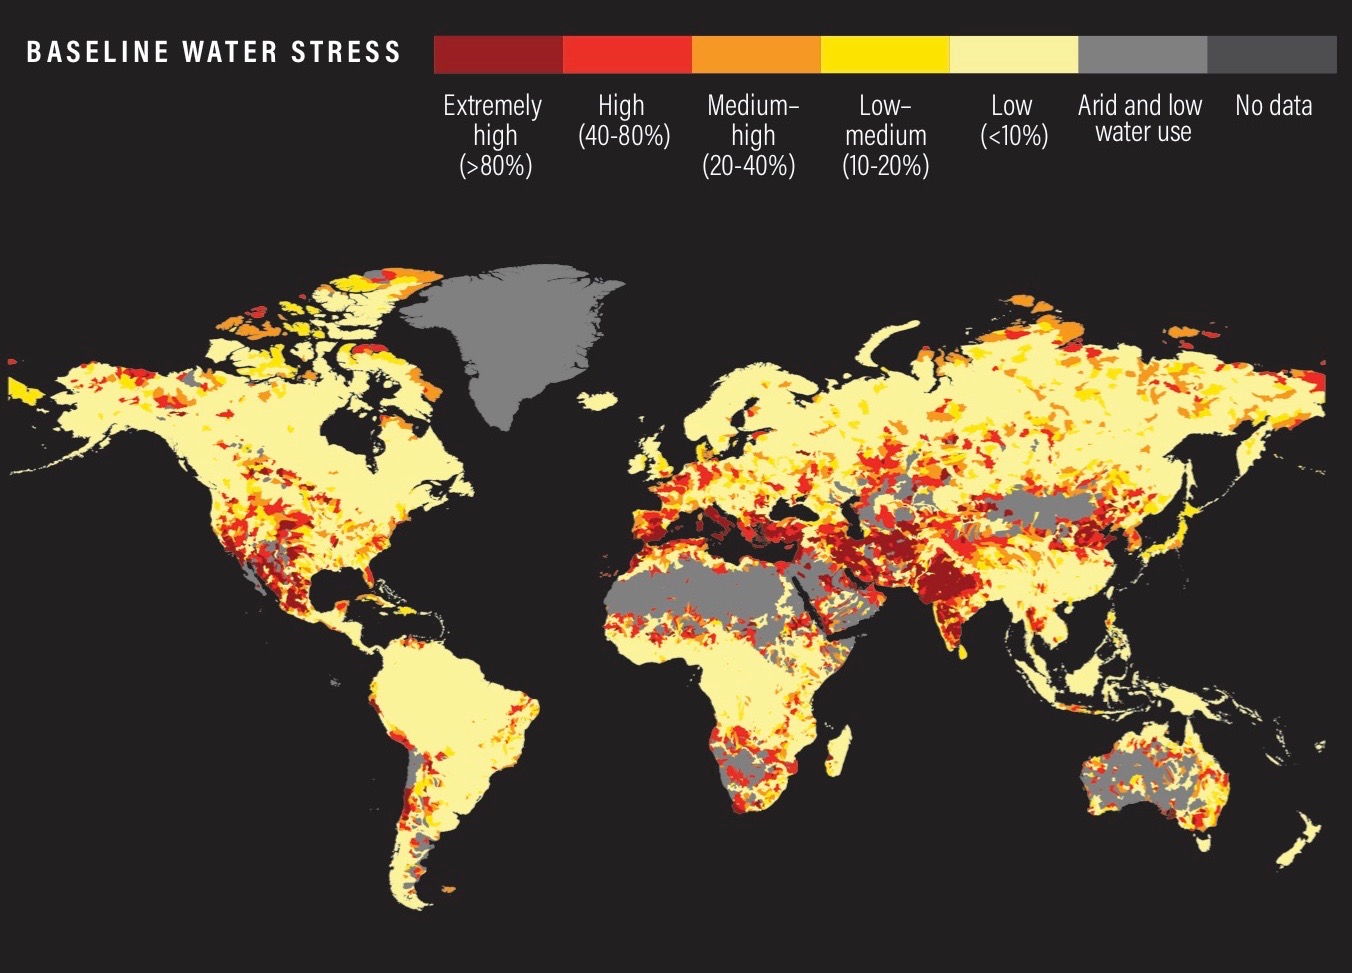 BASELINE WATER STRESS
Extremely
high
(>80%)
High
(40-80%)
Medium–
high
(20-40%)
Low–
medium
(10-20%)
Low
(<10%)
Arid and low
water use
No data